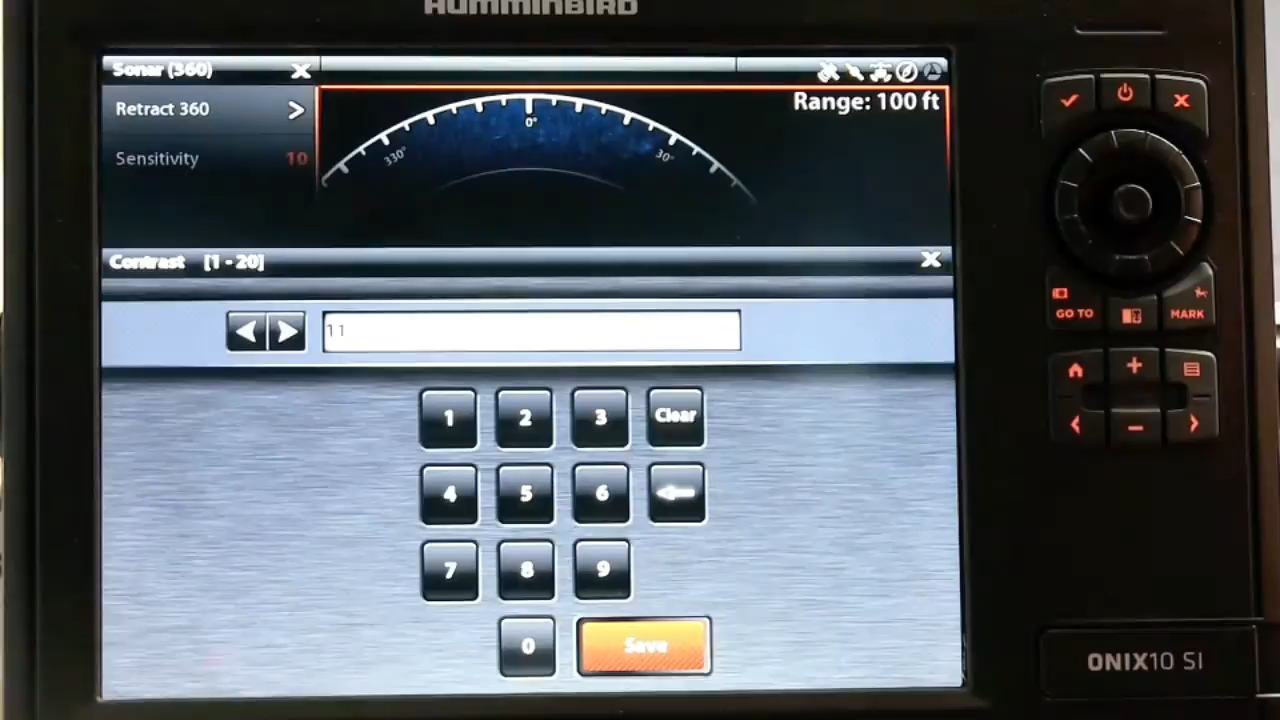 HUMMINBIRD
Sonar (360)
Range: 100 ft
Retract 360
Sensitivity 10
330° 0° 30°
Contrast [1 - 20]
11
1 2 3 Clear
4 5 6
7 8 9
0 Save
GO TO
MARK
ONIX10 SI